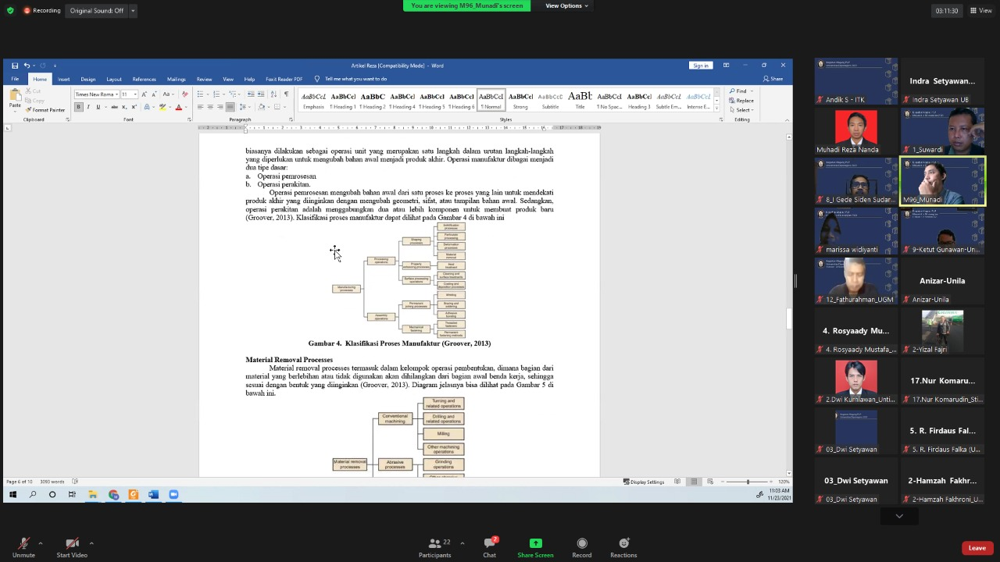 Recording
Original Sound: Off
You are viewing M96_Munadi's screen
View Options
03:11:30
View
Artikel Reza [Compatibility Mode] - Word
Sign in
File
Home
Insert
Design
Layout
References
Mailings
Review
View
Help
Foxit Reader PDF
Tell me what you want to do
Share
Paste
Cut
Copy
Format Painter
Clipboard
Times New Roma
11
Font
Paragraph
AaBbCcL Emphasis
AaBbCcl ¶ Heading 1
AaBbC ¶ Heading 2
AaBbCcl ¶ Heading 4
AaBbCcl ¶ Heading 5
AaBbCcl ¶ Heading 6
AaBbCcl ¶ Normal
AaBbCcl Strong
AaBbCcD Subtitle
AaBb Title
AaBbCcI ¶ No Spac...
AaBbCcl Heading 3
AaBbCcl Subtle Em...
AaBbCcL Intense E...
Styles
Find
Replace
Select
Editing
biasanya dilakukan sebagai operasi unit yang merupakan satu langkah dalam urutan langkah-langkah
yang diperlukan untuk mengubah bahan awal menjadi produk akhir. Operasi manufaktur dibagai menjadi
dua tipe dasar:
a. Operasi pemrosesan
b. Operasi perakitan.
Operasi pemrosesan mengubah bahan awal dari satu proses ke proses yang lain untuk mendekati
produk akhir yang diinginkan dengan mengubah geometri, sifat, atau tampilan bahan awal. Sedangkan,
operasi perakitan adalah menggabungkan dua atau lebih komponen untuk membuat produk baru
(Groover, 2013). Klasifikasi proses manufaktur dapat dilihat pada Gambar 4 di bawah ini
Manufacturing processes
Processing operations
Assembly operations
Shaping processes
Property enhancing processes
Surface processing operations
Permanent joining processes
Mechanical fastening
Solidification processes
Particulate processing
Deformation processes
Material removal
Heat treatment
Cleaning and surface treatments
Coating and deposition processes
Welding
Brazing and soldering
Adhesive bonding
Threaded fasteners
Permanent fastening methods
Gambar 4. Klasifikasi Proses Manufaktur (Groover, 2013)
Material Removal Processes
Material removal processes termasuk dalam kelompok operasi pembentukan, dimana bagian dari
material yang berlebihan atau tidak digunakan akan dihilangkan dari bagian awal benda kerja, sehingga
sesuai dengan bentuk yang diinginkan (Groover, 2013). Diagram jelasnya bisa dilihat pada Gambar 5 di
bawah ini.
Material removal processes
Conventional machining
Abrasive processes
Turning and related operations
Drilling and related operations
Milling
Other machining operations
Grinding operations
Page 6 of 10
3093 words
Display Settings
120%
11:03 AM
11/23/2021
Andik S - ITK
Indra Setyawan...
Indra Setyawan UB
Muhadi Reza Nanda
1_Suwardi
8_I Gede Siden Sudar...
M96_Munadi
marissa widiyanti
9-Ketut Gunawan-Un...
12_Fathurrahman_UGM
Anizar-Unila
Anizar-Unila
4. Rosyaady Mu...
4. Rosyaady Mustafa_...
2-Yizal Fajri
2.Dwi Kurniawan_Unti...
17.Nur Komaru...
17.Nur Komarudin_Sti...
03_Dwi Setyawan
5. R. Firdaus Fal...
03_Dwi Setyawan
03_Dwi Setyawan
2-Hamzah Fakhr...
2-Hamzah Fakhroni_U...
Unmute
Start Video
Participants
22
Chat
2
Share Screen
Record
Reactions
Leave